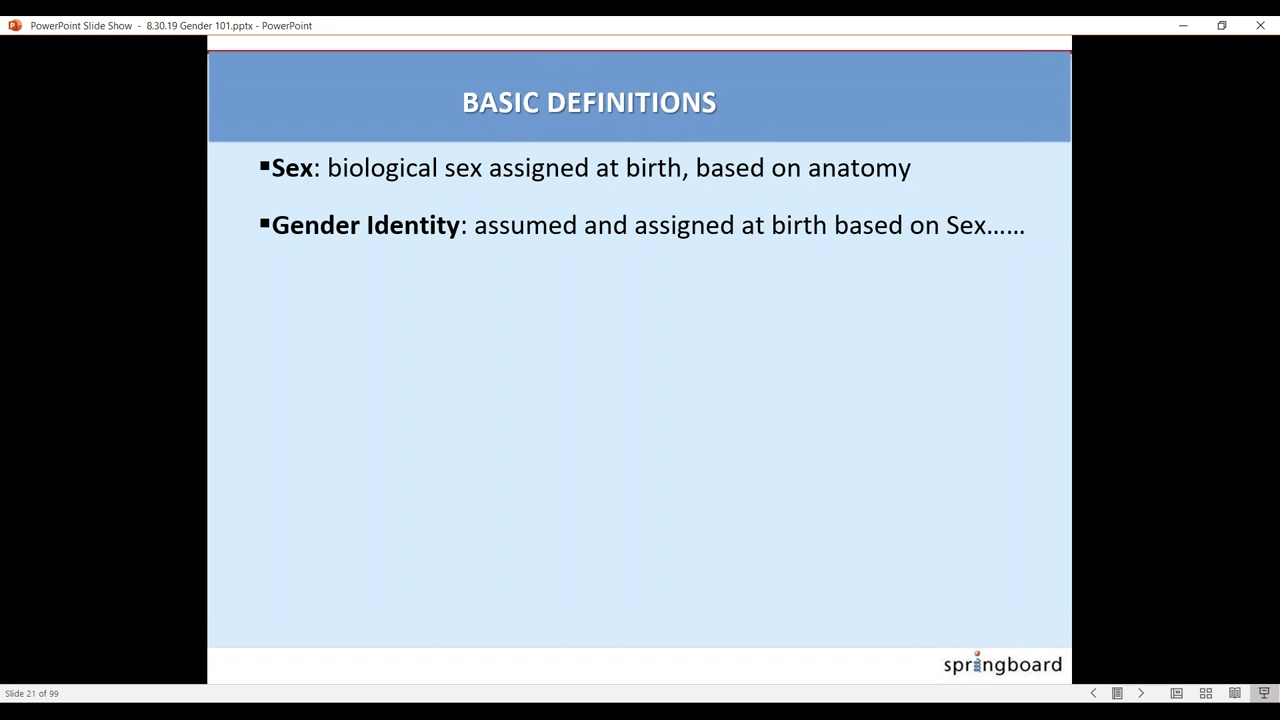 PowerPoint Slide Show - 8.30.19 Gender 101.pptx - PowerPoint
BASIC DEFINITIONS
▪Sex: biological sex assigned at birth, based on anatomy
▪Gender Identity: assumed and assigned at birth based on Sex……
springboard
Slide 21 of 99